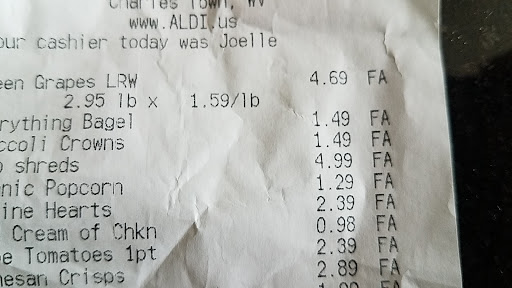 Charles Town, WV
www.ALDI.us
our cashier today was Joelle
een Grapes LRW 4.69 FA
2.95 lb x 1.59/lb
rything Bagel 1.49 FA
ccoli Crowns 1.49 FA
shreds 4.99 FA
nic Popcorn 1.29 FA
ine Hearts 2.39 FA
Cream of Chkn 0.98 FA
e Tomatoes 1pt 2.39 FA
mesan Crisps 2.89 FA